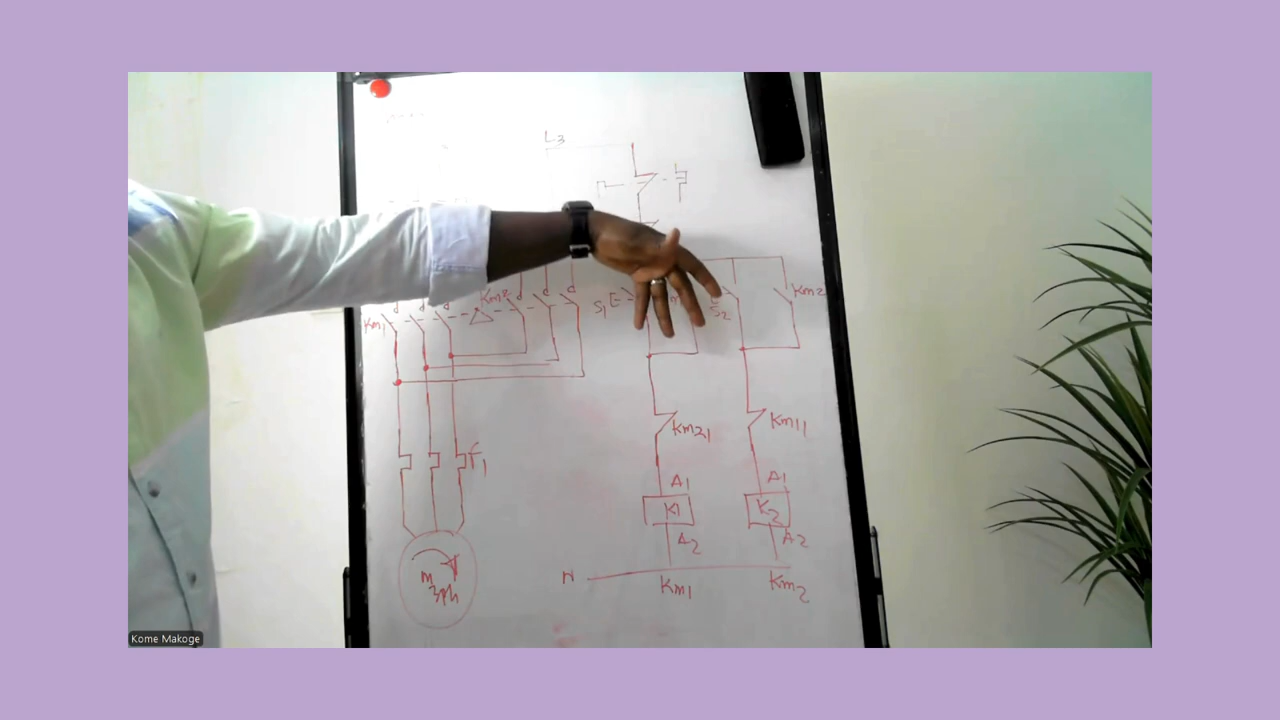 L3
Km2
S1
S2
Km2
Km1
F1
Km21
Km11
A1
A1
K1
K2
A2
A2
M
3ph
N
Km1
Km2
Kome Makoge